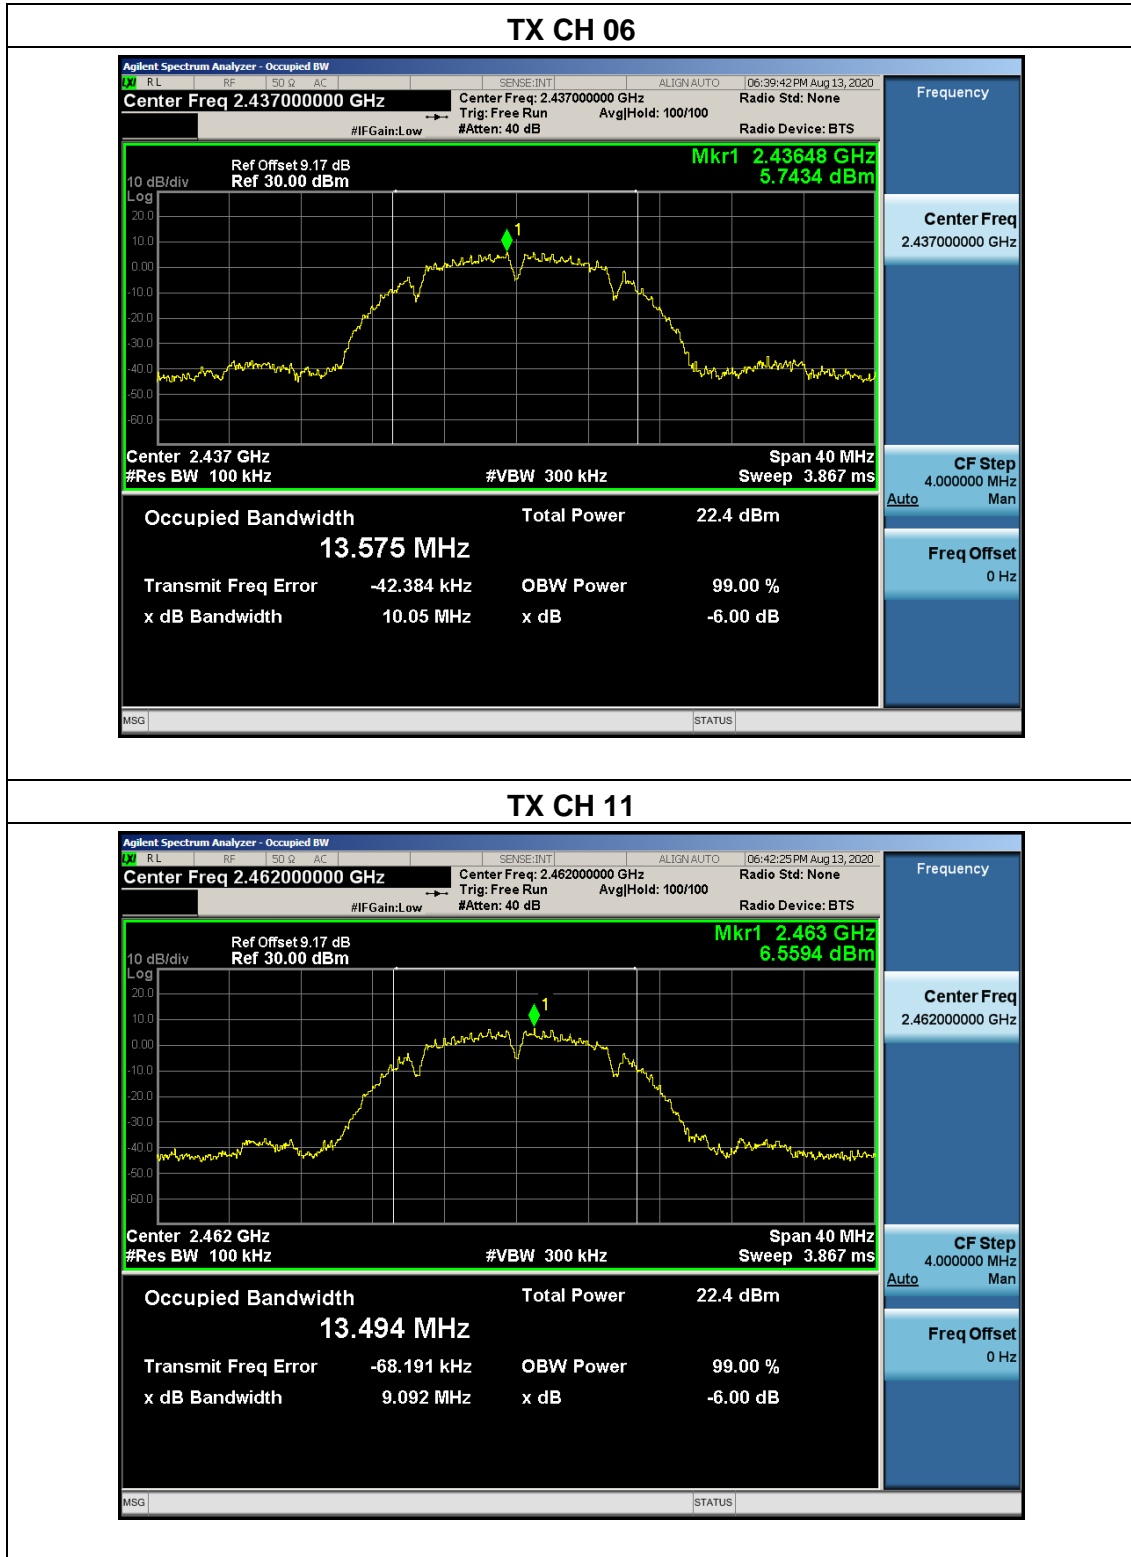 TX CH 06
Agilent Spectrum Analyzer - Occupied BW
LXI RL RF 50 Ω AC SENSE:INT ALIGN AUTO 06:39:42 PM Aug 13, 2020
Center Freq 2.437000000 GHz Center Freq: 2.437000000 GHz Radio Std: None
Trig: Free Run Avg|Hold: 100/100
#IFGain:Low #Atten: 40 dB Radio Device: BTS
Frequency
Mkr1 2.43648 GHz
5.7434 dBm
Ref Offset 9.17 dB
10 dB/div Ref 30.00 dBm
Log
20.0
1
10.0
0.00
-10.0
-20.0
-30.0
-40.0
-50.0
-60.0
Center 2.437 GHz Span 40 MHz
#Res BW 100 kHz #VBW 300 kHz Sweep 3.867 ms
Center Freq
2.437000000 GHz
CF Step
4.000000 MHz
Auto Man
Freq Offset
0 Hz
Occupied Bandwidth Total Power 22.4 dBm
13.575 MHz
Transmit Freq Error -42.384 kHz OBW Power 99.00 %
x dB Bandwidth 10.05 MHz x dB -6.00 dB
MSG STATUS
TX CH 11
Agilent Spectrum Analyzer - Occupied BW
LXI RL RF 50 Ω AC SENSE:INT ALIGN AUTO 06:42:25 PM Aug 13, 2020
Center Freq 2.462000000 GHz Center Freq: 2.462000000 GHz Radio Std: None
Trig: Free Run Avg|Hold: 100/100
#IFGain:Low #Atten: 40 dB Radio Device: BTS
Frequency
Mkr1 2.463 GHz
6.5594 dBm
Ref Offset 9.17 dB
10 dB/div Ref 30.00 dBm
Log
20.0
1
10.0
0.00
-10.0
-20.0
-30.0
-40.0
-50.0
-60.0
Center 2.462 GHz Span 40 MHz
#Res BW 100 kHz #VBW 300 kHz Sweep 3.867 ms
Center Freq
2.462000000 GHz
CF Step
4.000000 MHz
Auto Man
Freq Offset
0 Hz
Occupied Bandwidth Total Power 22.4 dBm
13.494 MHz
Transmit Freq Error -68.191 kHz OBW Power 99.00 %
x dB Bandwidth 9.092 MHz x dB -6.00 dB
MSG STATUS